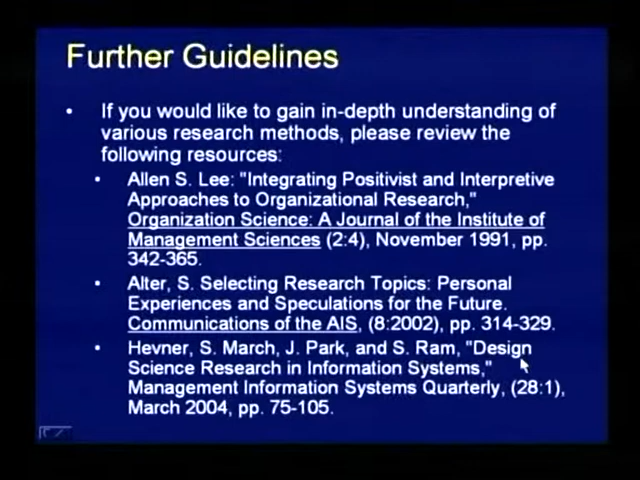 Further Guidelines
• If you would like to gain in-depth understanding of
various research methods, please review the
following resources:
• Allen S. Lee: "Integrating Positivist and Interpretive
Approaches to Organizational Research,"
Organization Science: A Journal of the Institute of
Management Sciences (2:4), November 1991, pp.
342-365.
• Alter, S. Selecting Research Topics: Personal
Experiences and Speculations for the Future.
Communications of the AIS, (8:2002), pp. 314-329.
• Hevner, S. March, J. Park, and S. Ram, "Design
Science Research in Information Systems,"
Management Information Systems Quarterly, (28:1),
March 2004, pp. 75-105.